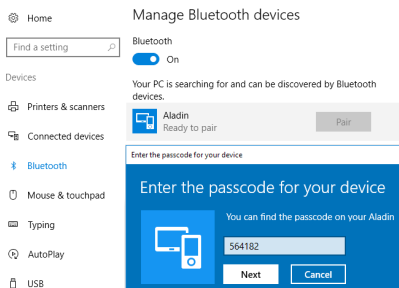 Home
Find a setting
Devices
Printers & scanners
Connected devices
Bluetooth
Mouse & touchpad
Typing
AutoPlay
USB
Manage Bluetooth devices
Bluetooth
On
Your PC is searching for and can be discovered by Bluetooth
devices.
Aladin
Ready to pair
Pair
Enter the passcode for your device
Enter the passcode for your device
You can find the passcode on your Aladin
564182
Next
Cancel